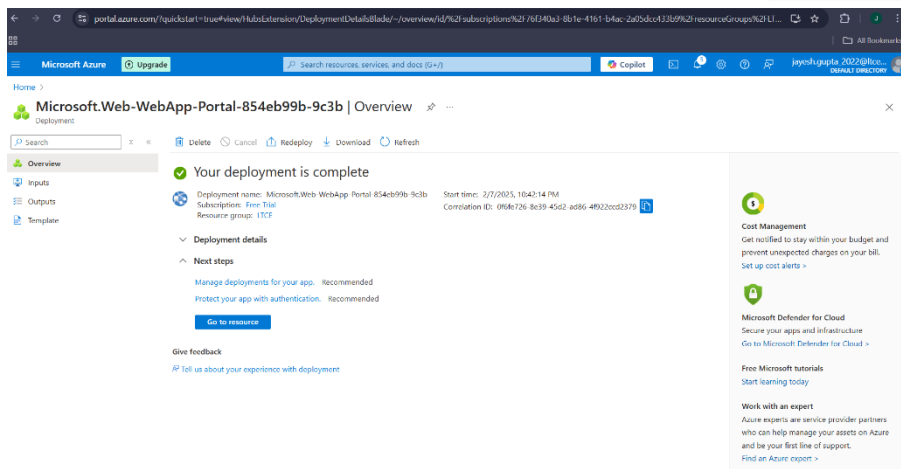 portal.azure.com/?quickstart=true#view/HubsExtension/DeploymentDetailsBlade/~/overview/id/%2Fsubscriptions%2F76f340a3-8b1e-4161-b4ac-2a05dcc433b9%2FresourceGroups%2FLT...
All Bookmarks
Microsoft Azure
Upgrade
Search resources, services, and docs (G+/)
Copilot
jayesh.gupta_2022@ltce...
DEFAULT DIRECTORY
Home >
Microsoft.Web-WebApp-Portal-854eb99b-9c3b | Overview
Deployment
Search
Delete Cancel Redeploy Download Refresh
Overview
Inputs
Outputs
Template
Your deployment is complete
Deployment name: Microsoft.Web-WebApp-Portal-854eb99b-9c3b
Subscription: Free Trial
Resource group: LTCE
Start time: 2/7/2025, 10:42:14 PM
Correlation ID: 0f6fe726-8e39-45d2-ad86-4f922ccd2379
Deployment details
Next steps
Manage deployments for your app. Recommended
Protect your app with authentication. Recommended
Go to resource
Give feedback
Tell us about your experience with deployment
Cost Management
Get notified to stay within your budget and
prevent unexpected charges on your bill.
Set up cost alerts >
Microsoft Defender for Cloud
Secure your apps and infrastructure
Go to Microsoft Defender for Cloud >
Free Microsoft tutorials
Start learning today
Work with an expert
Azure experts are service provider partners
who can help manage your assets on Azure
and be your first line of support.
Find an Azure expert >